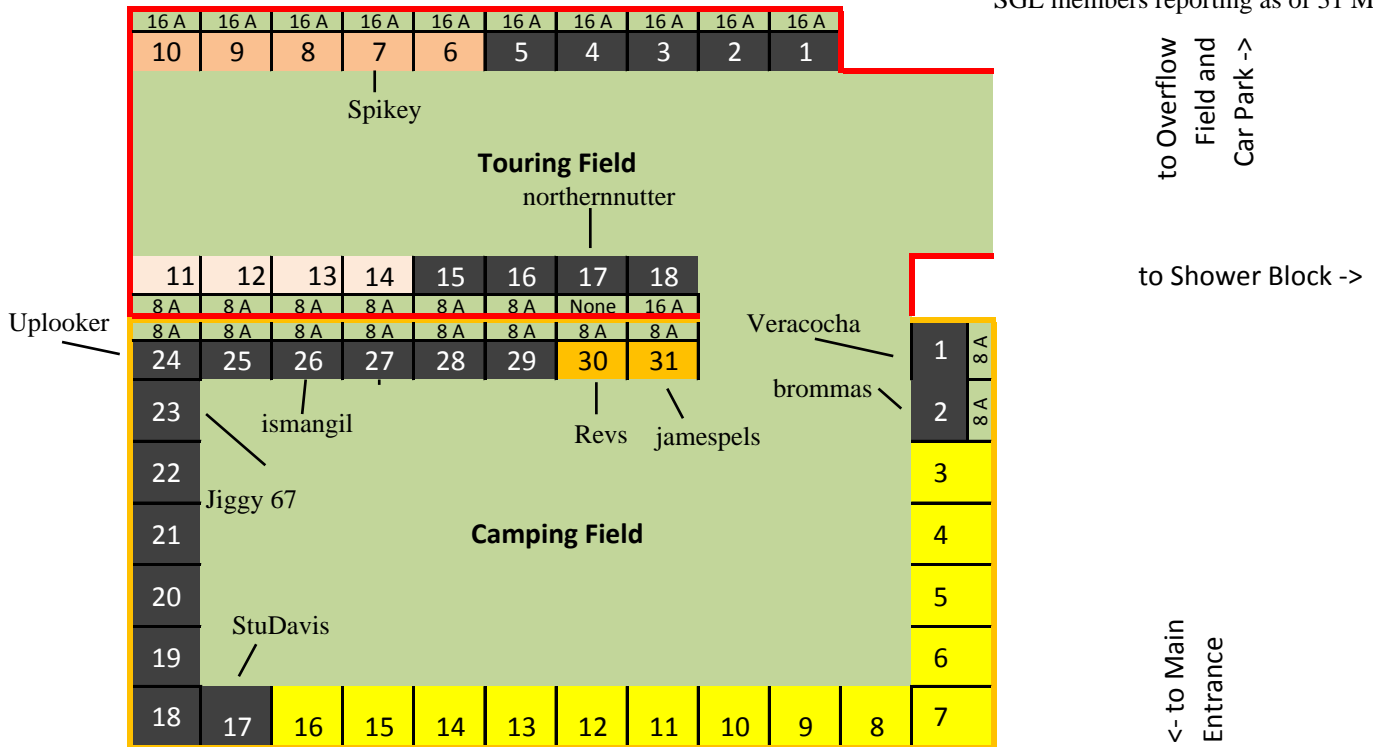 SGL members reporting as of 31 M
16 A 16 A 16 A 16 A 16 A 16 A 16 A 16 A 16 A 16 A
10 9 8 7 6 5 4 3 2 1
to Overflow
Field and
Car Park ->
Spikey
Touring Field
northernnutter
11 12 13 14 15 16 17 18
to Shower Block ->
8 A 8 A 8 A 8 A 8 A 8 A None 16 A
Uplooker
8 A 8 A 8 A 8 A 8 A 8 A 8 A 8 A
Veracocha
24 25 26 27 28 29 30 31
1 8 A
brommas
23
2 8 A
ismangil
Revs jamespels
22
3
Jiggy 67
21
Camping Field
4
20
5
StuDavis
19
6
<- to Main
Entrance
18 17 16 15 14 13 12 11 10 9 8 7